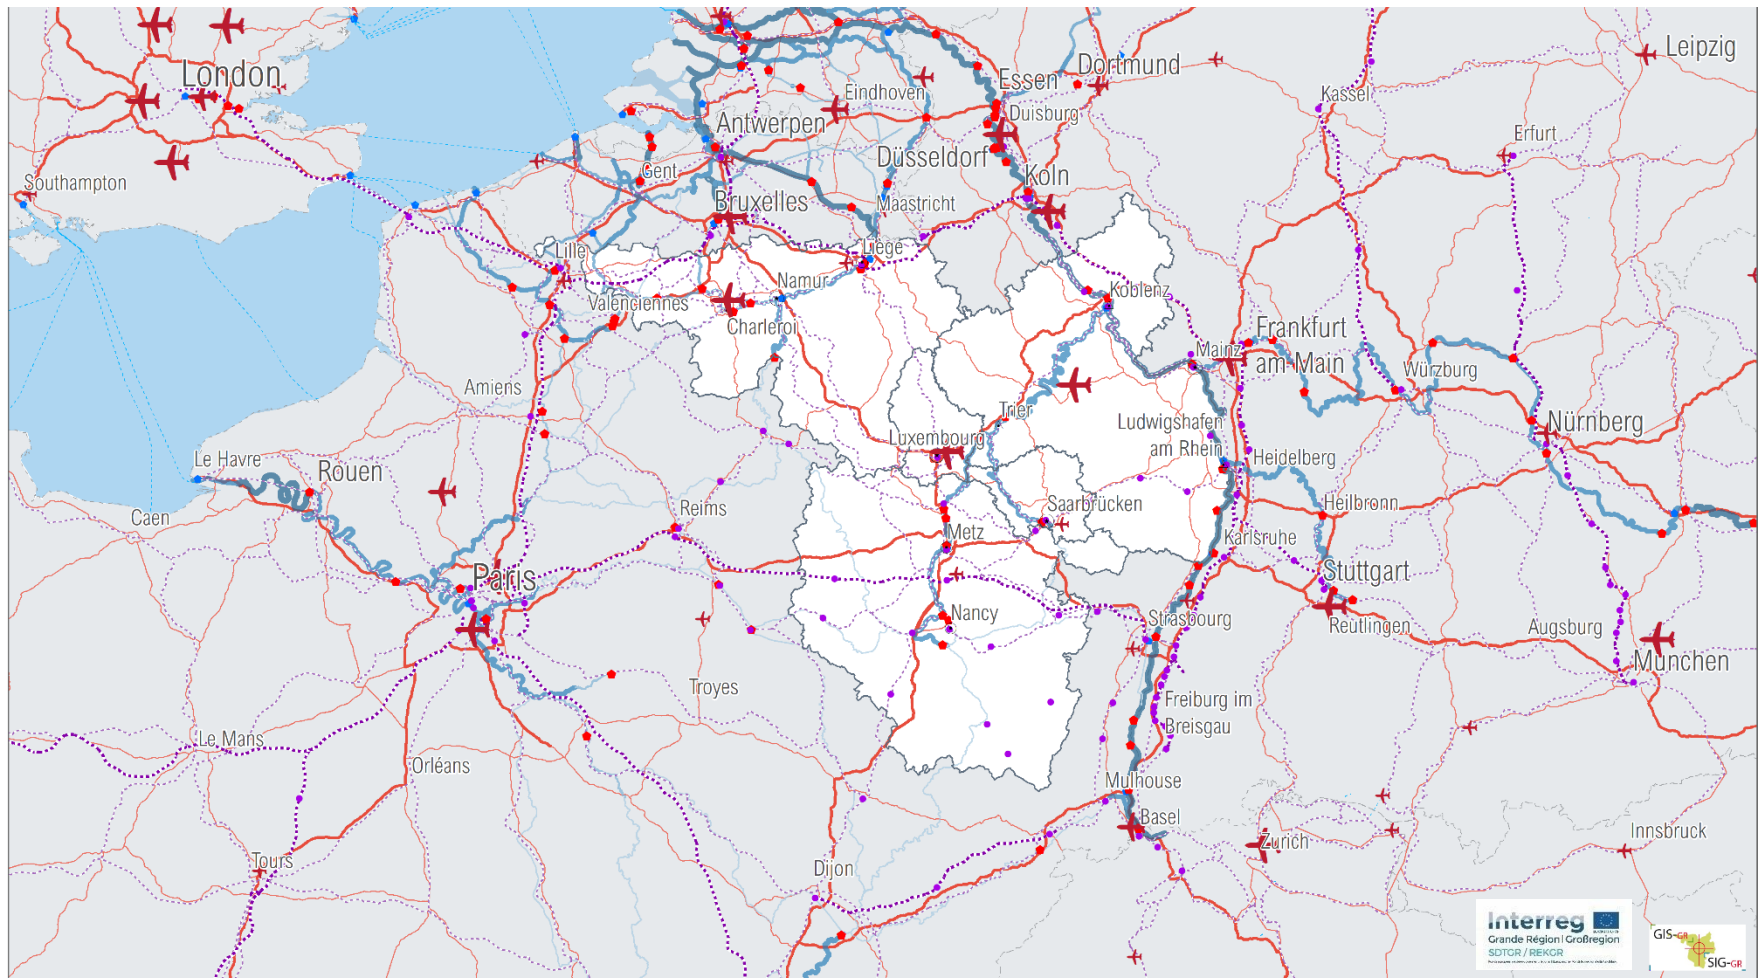 Leipzig
London
Essen
Dortmund
Eindhoven
Kassel
Duisburg
Antwerpen
Erfurt
Düsseldorf
Gent
Köln
Southampton
Bruxelles
Maastricht
Lille
Liège
Namur
Koblenz
Valenciennes
Charleroi
Frankfurt
am Main
Mainz
Würzburg
Amiens
Trier
Ludwigshafen
am Rhein
Nürnberg
Luxembourg
Le Havre
Rouen
Heidelberg
Caen
Reims
Saarbrücken
Heilbronn
Metz
Karlsruhe
Paris
Stuttgart
Nancy
Strasbourg
Reutlingen
Augsburg
München
Troyes
Freiburg im
Breisgau
Le Mans
Orléans
Mulhouse
Basel
Innsbruck
Zurich
Tours
Dijon
Interreg
Grande Région | Großregion
SDTGR / REKGR
GIS-GR
SIG-GR